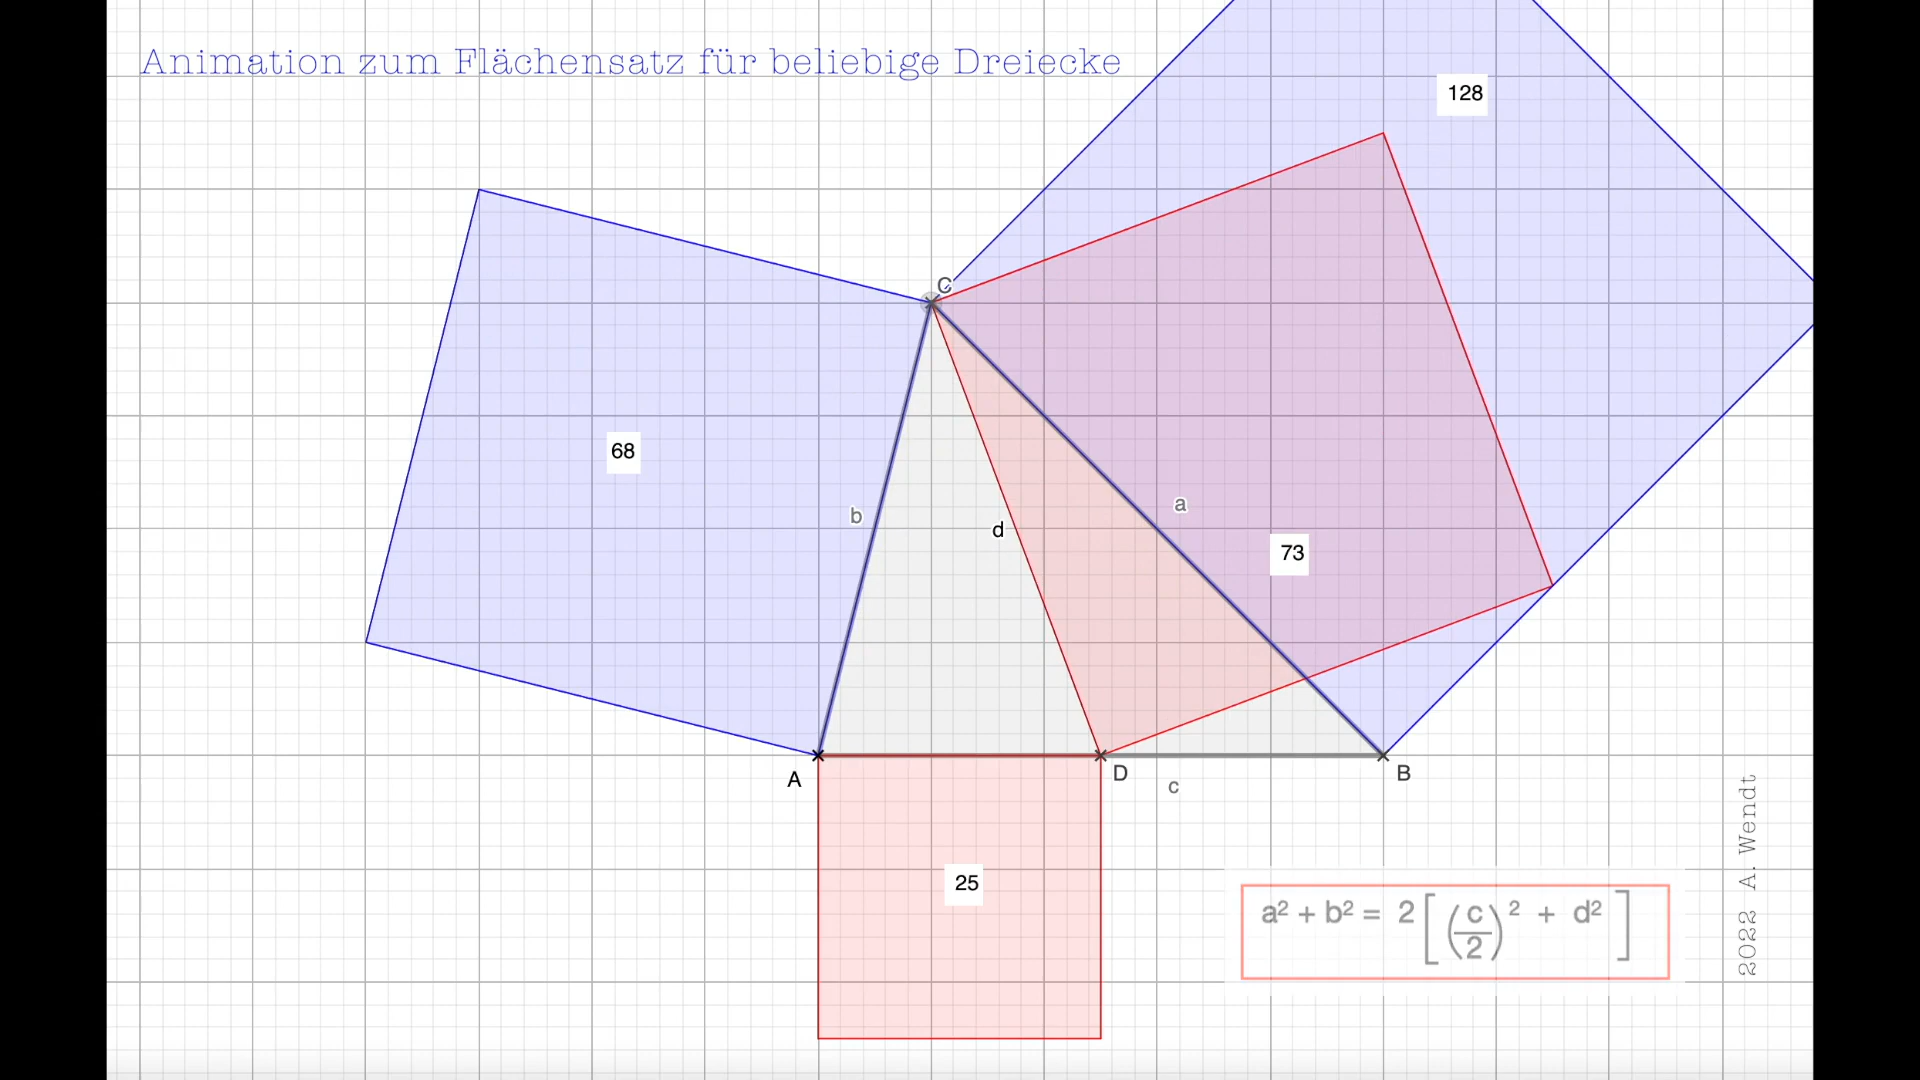 Animation zum Flächensatz für beliebige Dreiecke
128
C
68
b
d
a
73
A
D
B
c
25
a² + b² = 2[(c/2)² + d²]
2022 A. Wendt